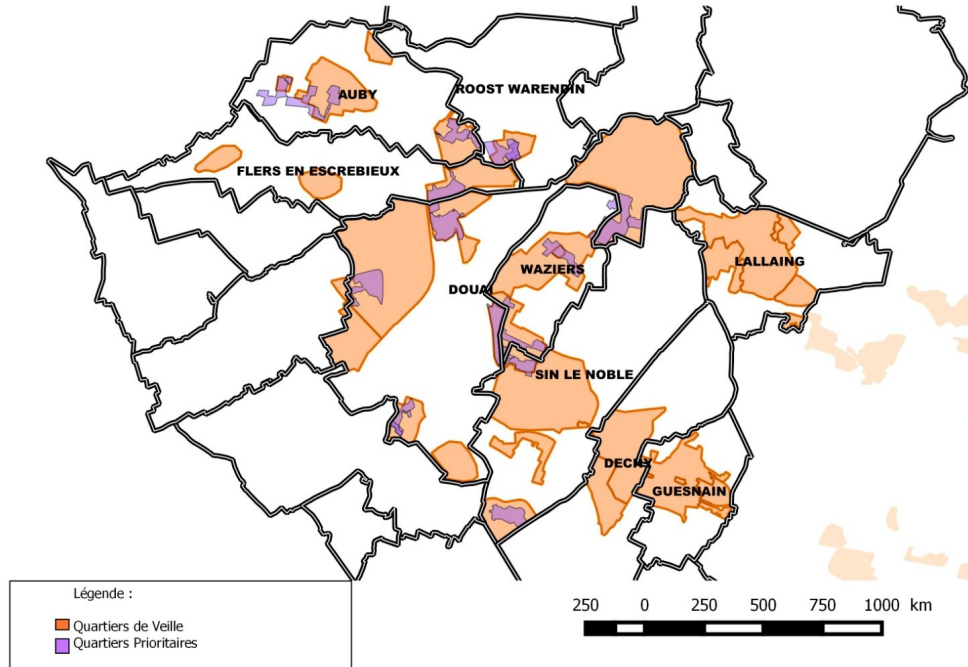 ROOST WARENDIN
AUBY
FLERS EN ESCREBIEUX
LALLAING
WAZIERS
DOUAI
SIN LE NOBLE
DECHY
GUESNAIN
Légende :
Quartiers de Veille
Quartiers Prioritaires
250 0 250 500 750 1000 km